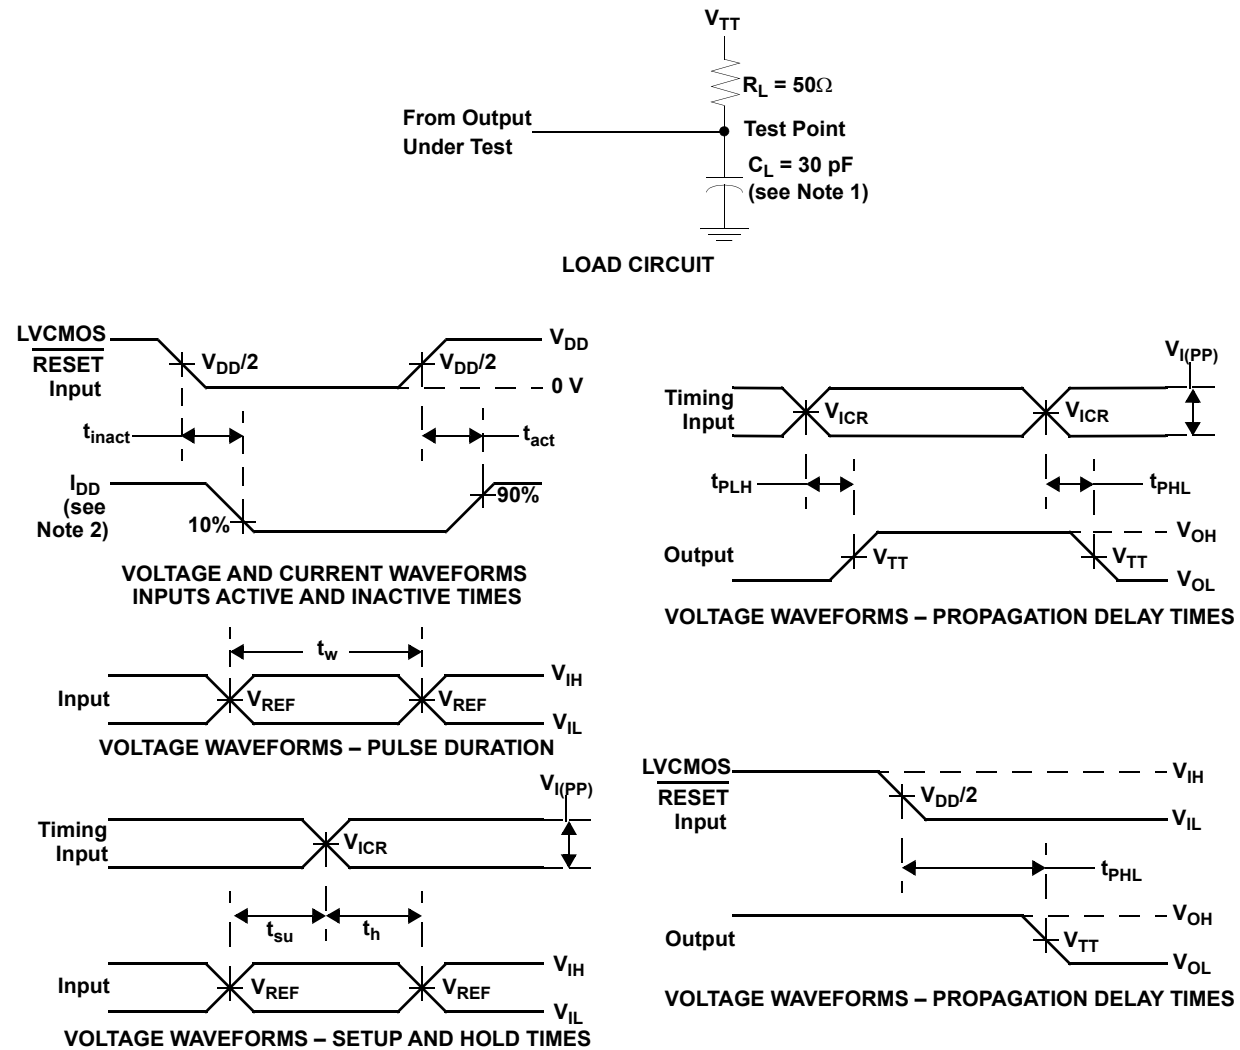 VTT
RL = 50Ω
From Output
Under Test
Test Point
CL = 30 pF
(see Note 1)
LOAD CIRCUIT
LVCMOS
RESET
Input
VDD/2
VDD/2
VDD
0 V
tinact
tact
IDD
(see
Note 2)
10%
90%
VOLTAGE AND CURRENT WAVEFORMS
INPUTS ACTIVE AND INACTIVE TIMES
tw
Input
VREF
VREF
VIH
VIL
VOLTAGE WAVEFORMS – PULSE DURATION
VI(PP)
Timing
Input
VICR
tsu
th
Input
VREF
VREF
VIH
VIL
VOLTAGE WAVEFORMS – SETUP AND HOLD TIMES
VI(PP)
Timing
Input
VICR
VICR
tPLH
tPHL
Output
VTT
VTT
VOH
VOL
VOLTAGE WAVEFORMS – PROPAGATION DELAY TIMES
LVCMOS
RESET
Input
VDD/2
VIH
VIL
tPHL
Output
VTT
VOH
VOL
VOLTAGE WAVEFORMS – PROPAGATION DELAY TIMES